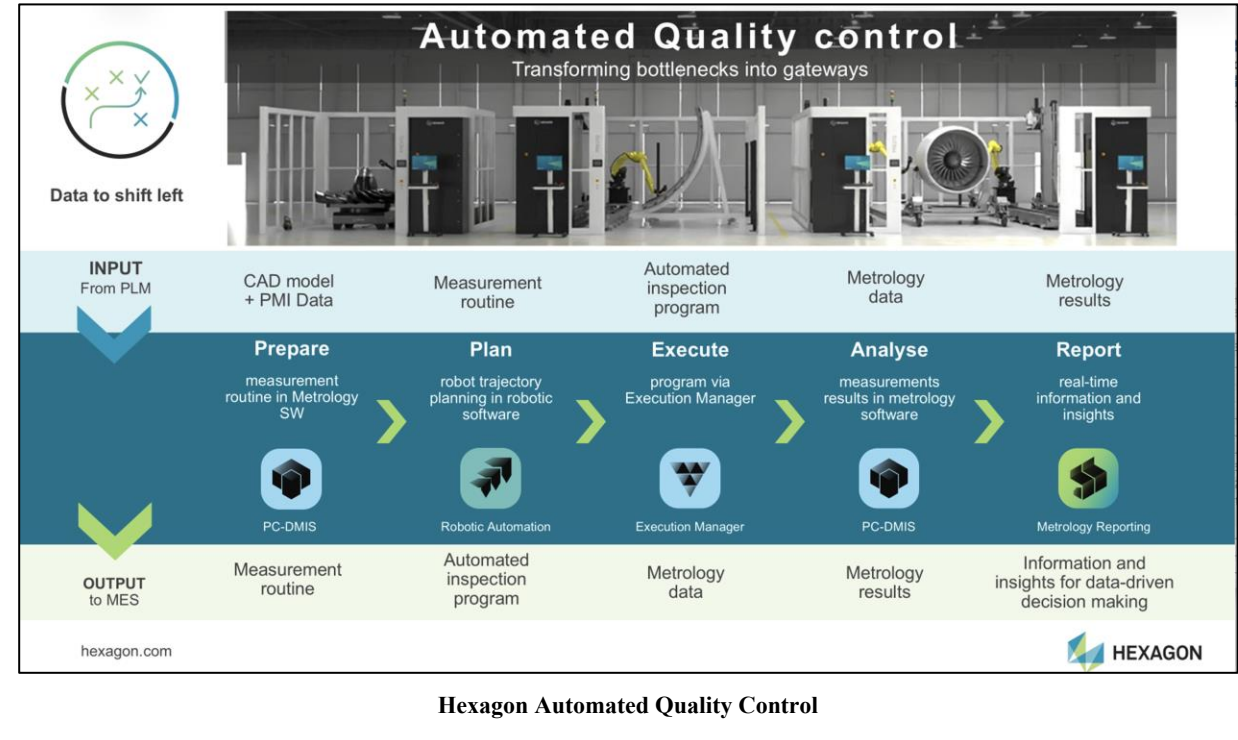 Automated Quality control
Transforming bottlenecks into gateways
Data to shift left
INPUT
From PLM
CAD model
+ PMI Data
Measurement
routine
Automated
inspection
program
Metrology
data
Metrology
results
Prepare
measurement
routine in Metrology
SW
PC-DMIS
Plan
robot trajectory
planning in robotic
software
Robotic Automation
Execute
program via
Execution Manager
Execution Manager
Analyse
measurements
results in metrology
software
PC-DMIS
Report
real-time
information and
insights
Metrology Reporting
OUTPUT
to MES
Measurement
routine
Automated
inspection
program
Metrology
data
Metrology
results
Information and
insights for data-driven
decision making
hexagon.com
HEXAGON
Hexagon Automated Quality Control